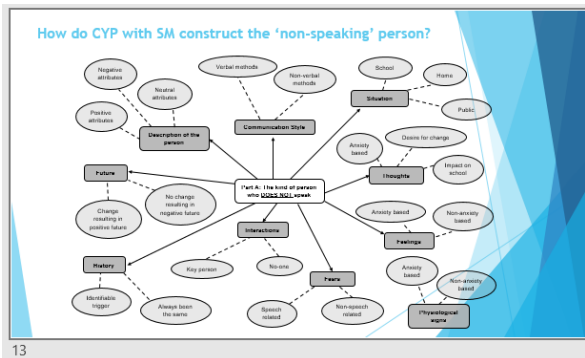 How do CYP with SM construct the ‘non-speaking’ person?
Negative
attributes
Neutral
attributes
Positive
attributes
Description of the
person
Verbal methods
Non-verbal
methods
Communication Style
School
Home
Public
Situation
Anxiety
based
Desire for change
Impact on
school
Thoughts
Future
Change
resulting in
positive future
No change
resulting in
negative future
Part A: The kind of person
who DOES NOT speak
Anxiety based
Non-anxiety
based
Feelings
Interactions
Key person
No-one
History
Identifiable
trigger
Always been
the same
Fears
Speech
related
Non-speech
related
Anxiety
based
Non-anxiety
based
Physiological
signs
13